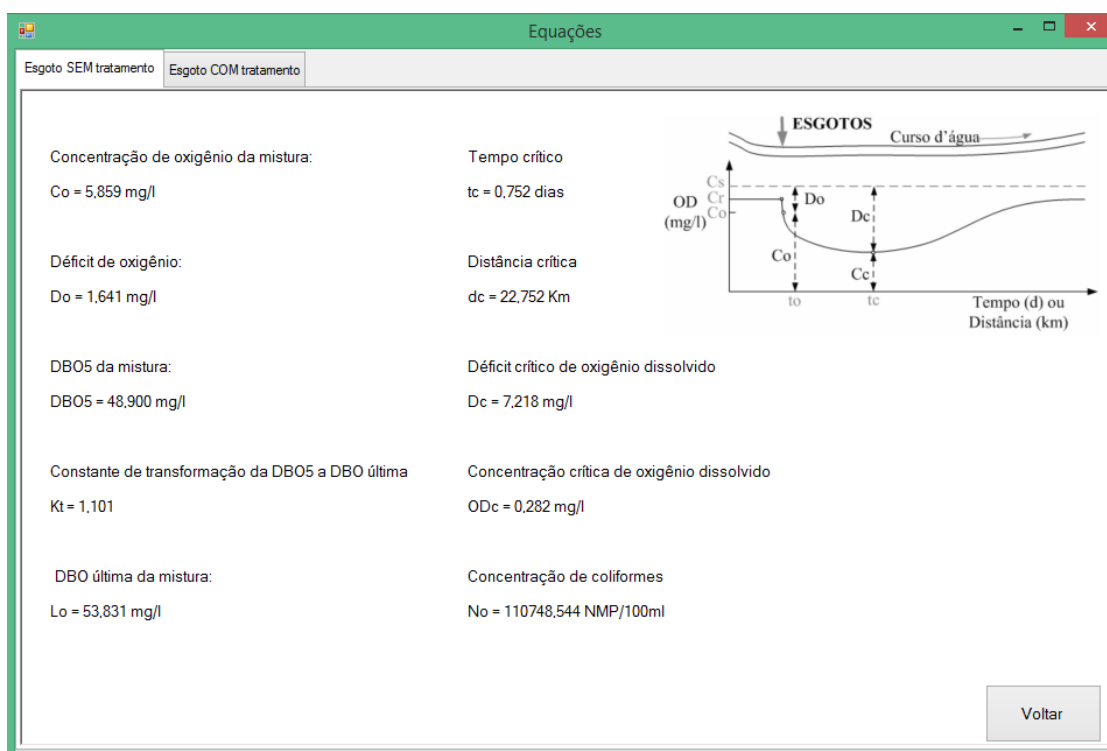 Equações
Esgoto SEM tratamento
Esgoto COM tratamento
Concentração de oxigênio da mistura:
Co = 5,859 mg/l
Déficit de oxigênio:
Do = 1,641 mg/l
DBO5 da mistura:
DBO5 = 48,900 mg/l
Constante de transformação da DBO5 a DBO última
Kt = 1,101
DBO última da mistura:
Lo = 53,831 mg/l
Tempo crítico
tc = 0,752 dias
Distância crítica
dc = 22,752 Km
Déficit crítico de oxigênio dissolvido
Dc = 7,218 mg/l
Concentração crítica de oxigênio dissolvido
ODc = 0,282 mg/l
Concentração de coliformes
No = 110748,544 NMP/100ml
ESGOTOS
Curso d'água
OD
(mg/l)
Cs
Cr
Co
Do
Dc
Co
Cc
to
tc
Tempo (d) ou
Distância (km)
Voltar